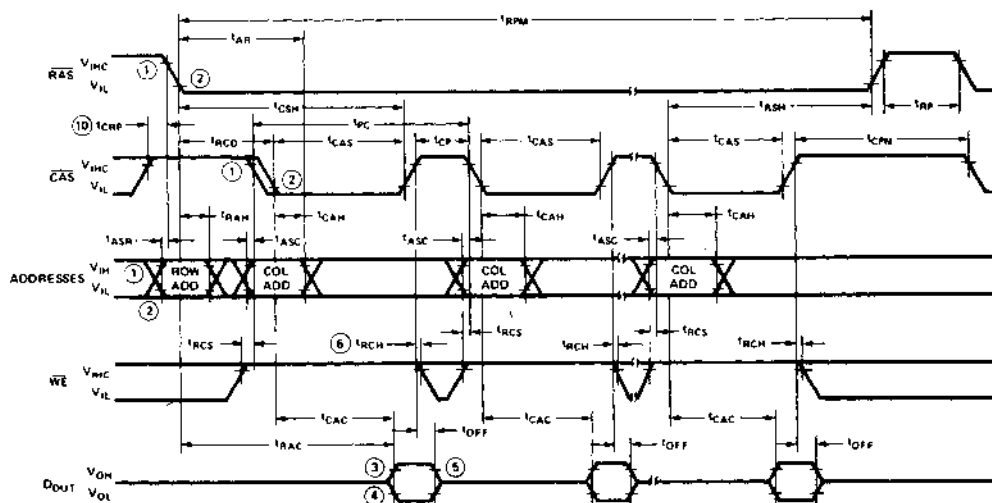 tRPM
tAR
RAS VIHC VIL ① ②
tCSH
tRSH
tRP
⑩ tCRP
tPC
tRCD tCAS tCP tCAS tCAS tCPN
CAS VIHC VIL ① ②
tRAH tCAH tCAH tCAH
tASR tASC tASC tASC
ADDRESSES VIH VIL ① ②
ROW ADD COL ADD COL ADD COL ADD
tRCS ⑥ tRCH tRCS tRCH tRCS tRCH
WE VIHC VIL
tCAC tCAC tCAC
tRAC tOFF tOFF tOFF
DOUT VOH VOL ③ ④ ⑤